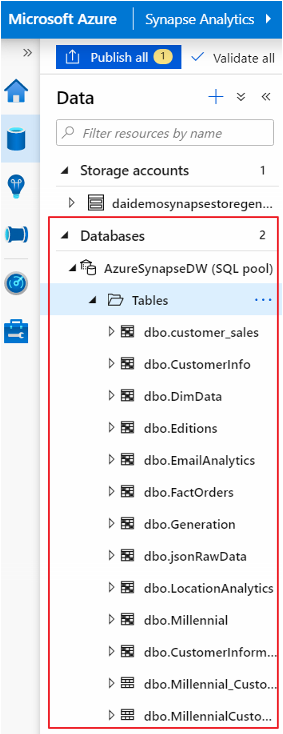 Microsoft Azure Synapse Analytics
Publish all 1 Validate all
Data
Filter resources by name
Storage accounts 1
daidemosynapsestoregen...
Databases 2
AzureSynapseDW (SQL pool)
Tables ...
dbo.customer_sales
dbo.CustomerInfo
dbo.DimData
dbo.Editions
dbo.EmailAnalytics
dbo.FactOrders
dbo.Generation
dbo.jsonRawData
dbo.LocationAnalytics
dbo.Millennial
dbo.CustomerInform...
dbo.Millennial_Custo...
dbo.MillennialCusto...